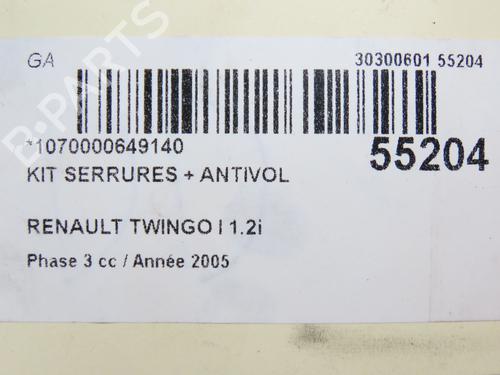 GA
30300601 55204
*1070000649140
55204
KIT SERRURES + ANTIVOL
RENAULT TWINGO I 1.2i
Phase 3 cc / Année 2005
B-PARTS